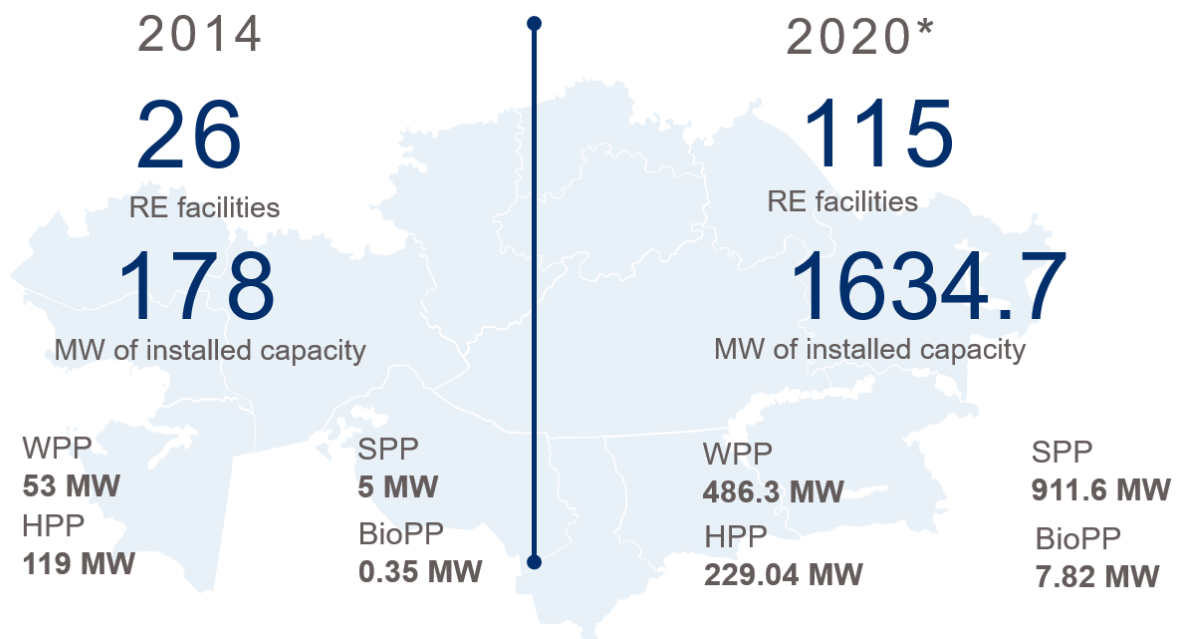 2014
26
RE facilities
178
MW of installed capacity
WPP
53 MW
SPP
5 MW
HPP
119 MW
BioPP
0.35 MW
2020*
115
RE facilities
1634.7
MW of installed capacity
WPP
486.3 MW
SPP
911.6 MW
HPP
229.04 MW
BioPP
7.82 MW